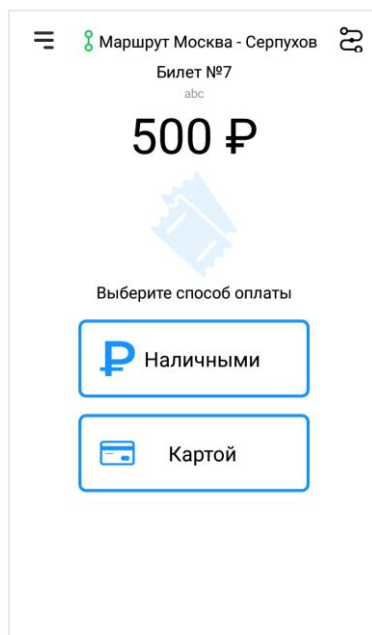 Маршрут Москва - Серпухов
Билет №7
abc
500 ₽
Выберите способ оплаты
₽ Наличными
Картой